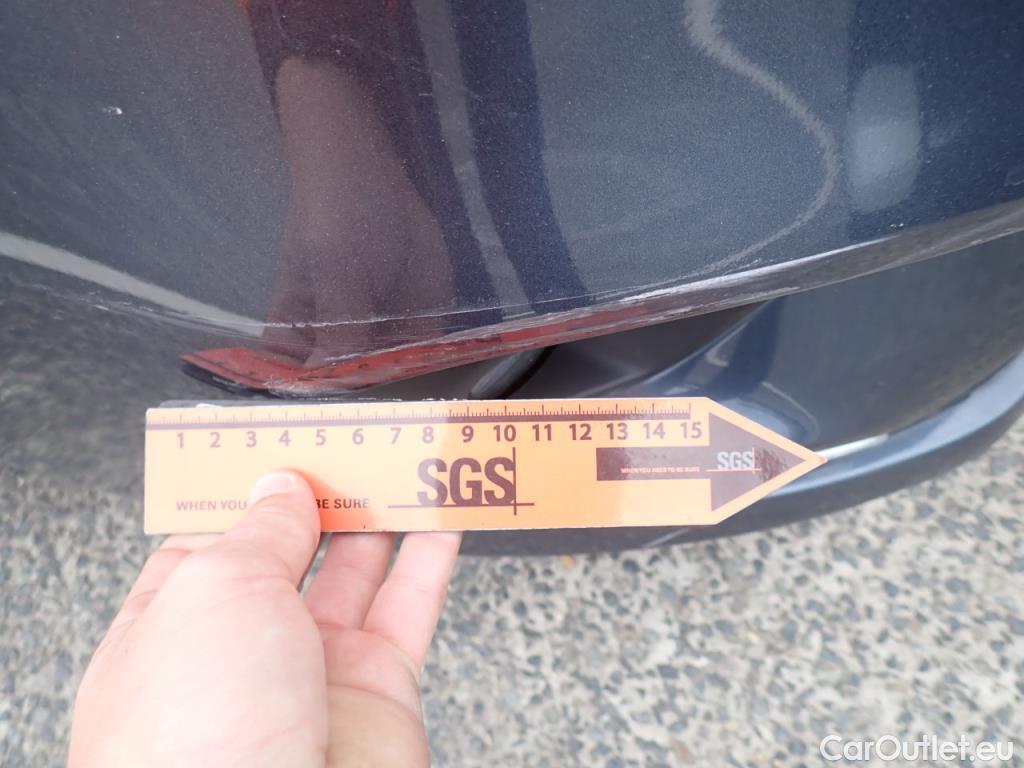 1 2 3 4 5 6 7 8 9 10 11 12 13 14 15
WHEN YOU NEED TO BE SURE SGS
SGS
WHEN YOU BE SURE
CarOutlet.eu